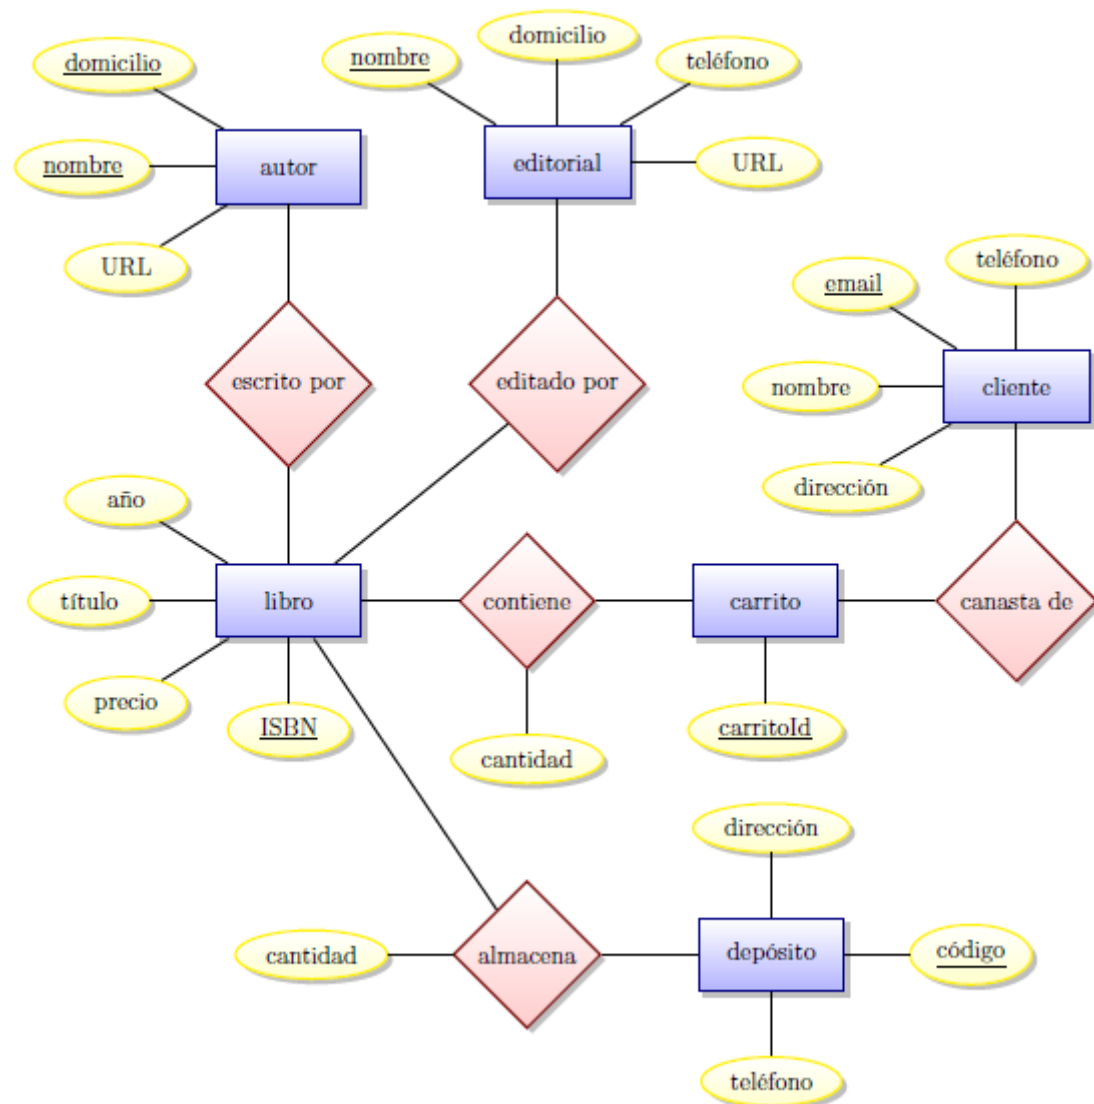 domicilio
nombre
domicilio
teléfono
nombre
autor
editorial
URL
URL
teléfono
email
nombre
cliente
dirección
escrito por
editado por
año
título
libro
contiene
carrito
canasta de
precio
ISBN
cantidad
carritoId
dirección
cantidad
almacena
depósito
código
teléfono